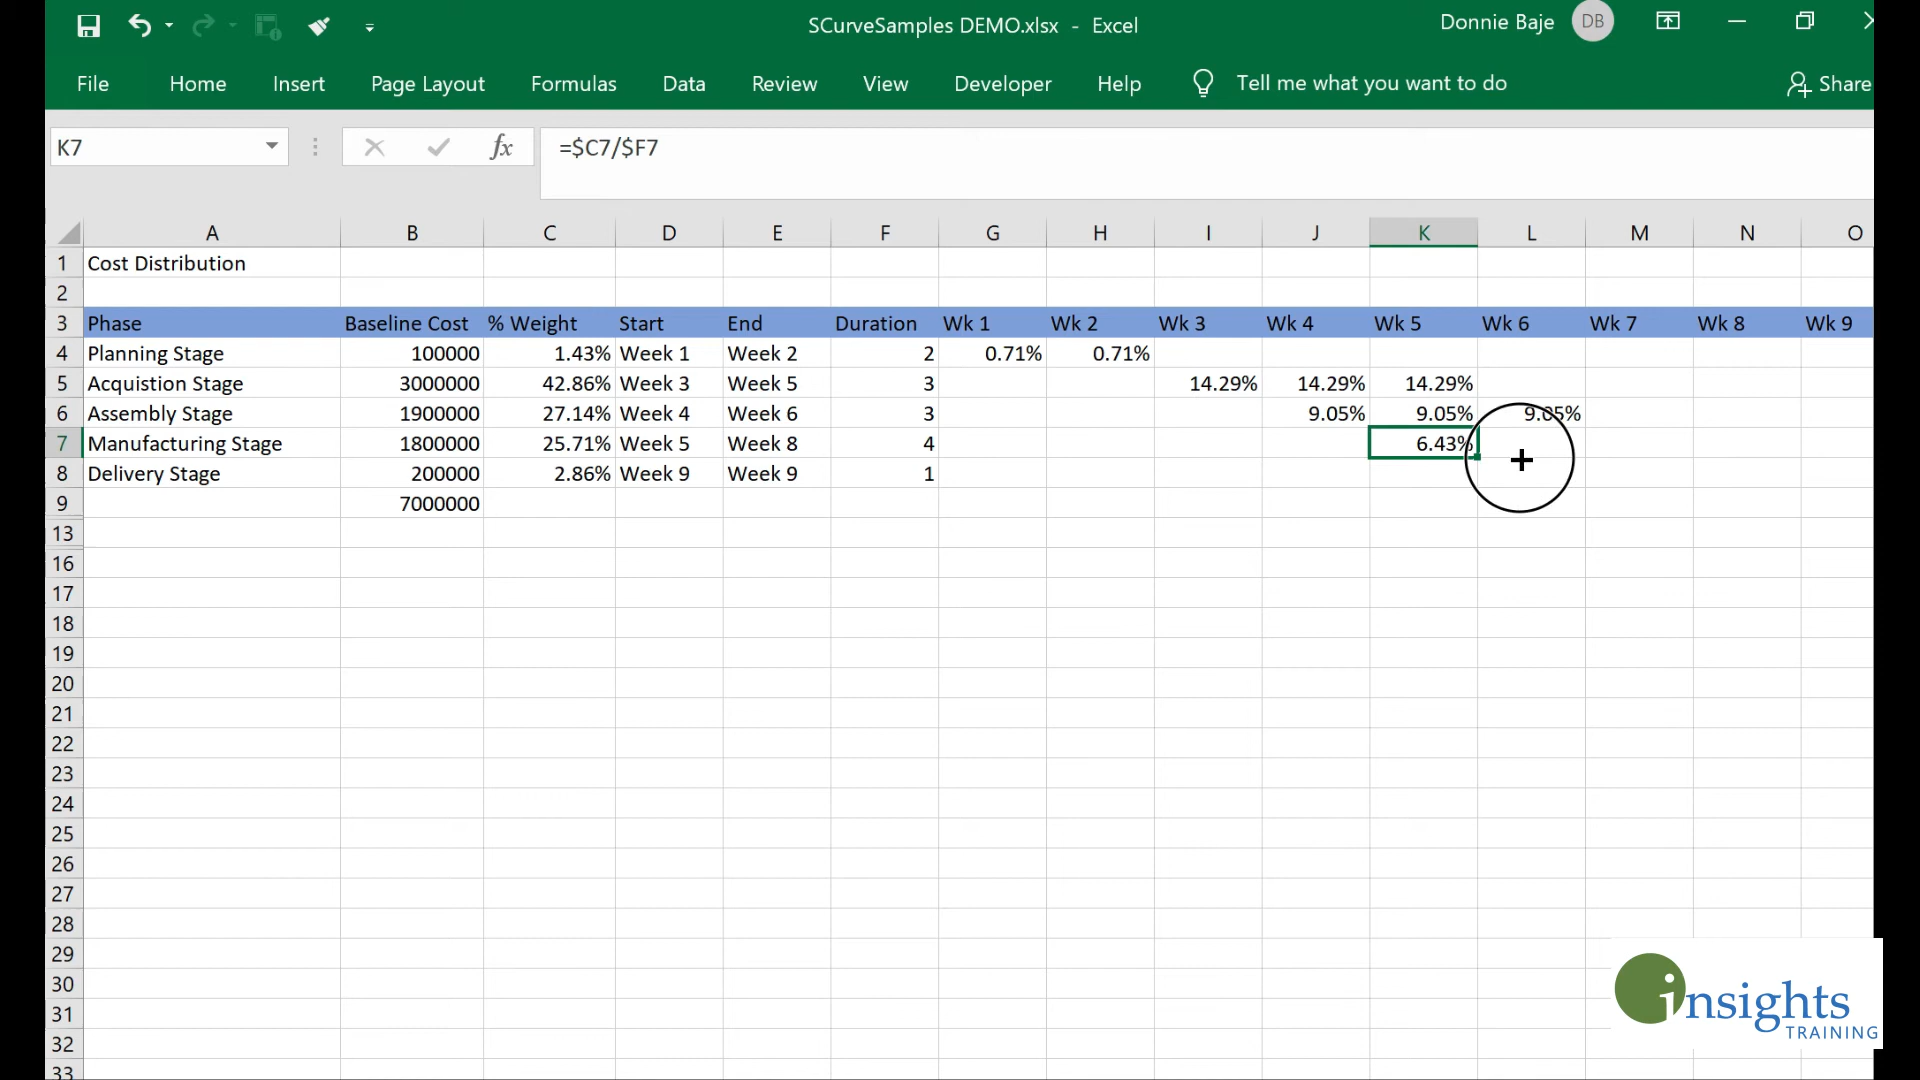 SCurveSamples DEMO.xlsx - Excel
Donnie Baje DB
File Home Insert Page Layout Formulas Data Review View Developer Help Tell me what you want to do Share
K7 fx =$C7/$F7
A B C D E F G H I J K L M N O
1 Cost Distribution
2
3 Phase Baseline Cost % Weight Start End Duration Wk 1 Wk 2 Wk 3 Wk 4 Wk 5 Wk 6 Wk 7 Wk 8 Wk 9
4 Planning Stage 100000 1.43% Week 1 Week 2 2 0.71% 0.71%
5 Acquistion Stage 3000000 42.86% Week 3 Week 5 3 14.29% 14.29% 14.29%
6 Assembly Stage 1900000 27.14% Week 4 Week 6 3 9.05% 9.05% 9.05%
7 Manufacturing Stage 1800000 25.71% Week 5 Week 8 4 6.43%
8 Delivery Stage 200000 2.86% Week 9 Week 9 1
9 7000000
13
16
17
18
19
20
21
22
23
24
25
26
27
28
29
30
31
32
33
insights
TRAINING